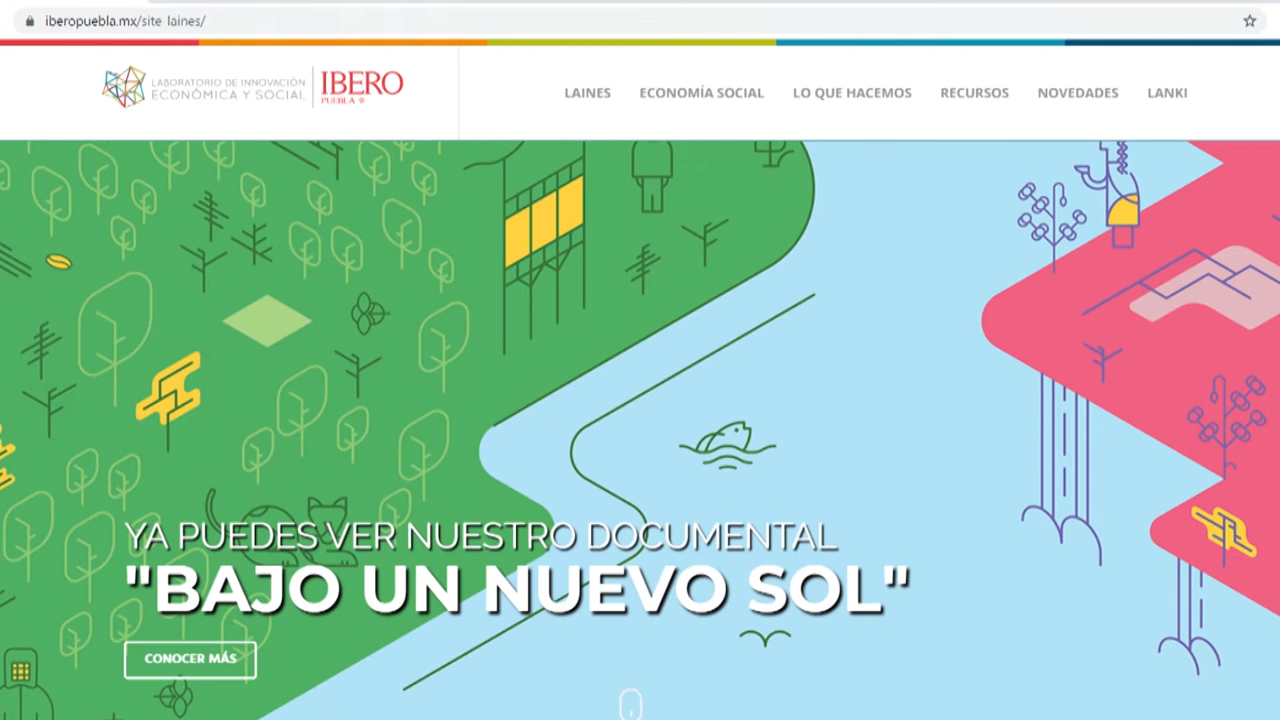 iberopuebla.mx/site-laines/
LABORATORIO DE INNOVACIÓN
ECONÓMICA Y SOCIAL
IBERO
PUEBLA ®
LAINES
ECONOMÍA SOCIAL
LO QUE HACEMOS
RECURSOS
NOVEDADES
LANKI
YA PUEDES VER NUESTRO DOCUMENTAL
"BAJO UN NUEVO SOL"
CONOCER MÁS